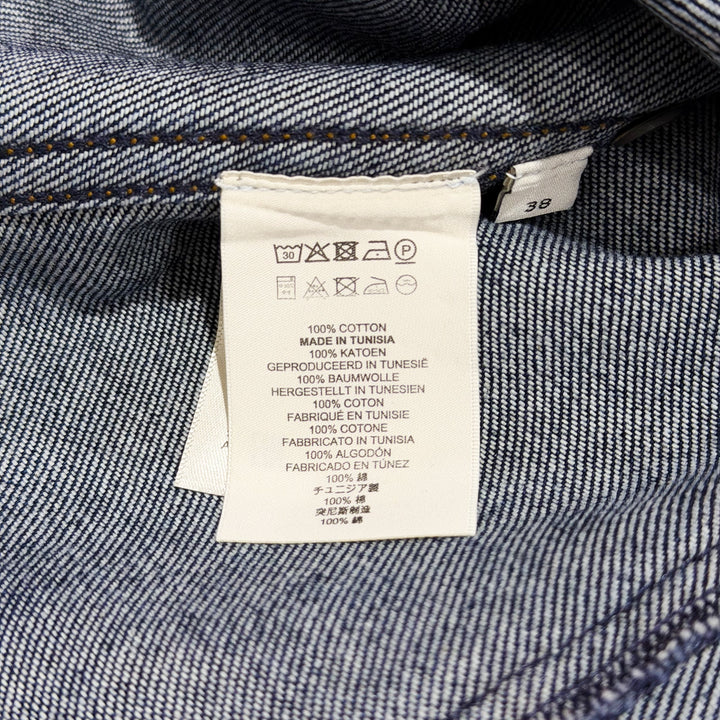 38
30 P
100% COTTON
MADE IN TUNISIA
100% KATOEN
GEPRODUCEERD IN TUNESIË
100% BAUMWOLLE
HERGESTELLT IN TUNESIEN
100% COTON
FABRIQUÉ EN TUNISIE
100% COTONE
FABBRICATO IN TUNISIA
100% ALGODÓN
FABRICADO EN TÚNEZ
100% 綿
チュニジア製
100% 棉
突尼斯制造
100% 綿